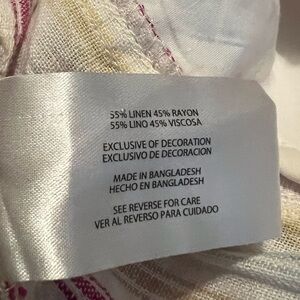 55% LINEN 45% RAYON
55% LINO 45% VISCOSA
EXCLUSIVE OF DECORATION
EXCLUSIVO DE DECORACION
MADE IN BANGLADESH
HECHO EN BANGLADESH
SEE REVERSE FOR CARE
VER AL REVERSO PARA CUIDADO